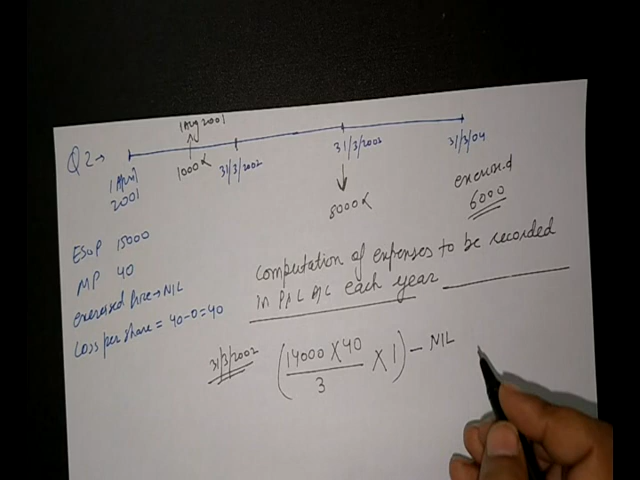 Q2→
1 Aug 2001
1 April
2001
1000 ✗
31/3/2002
31/3/2003
31/3/04
8000 ✗
exercised
6000
ESOP 15000
MP 40
exercised Price → NIL
Loss per share = 40-0=40
Computation of expenses to be recorded
in P&L A/C each year
31/3/2002 (14000 X 40 / 3 X 1) - NIL